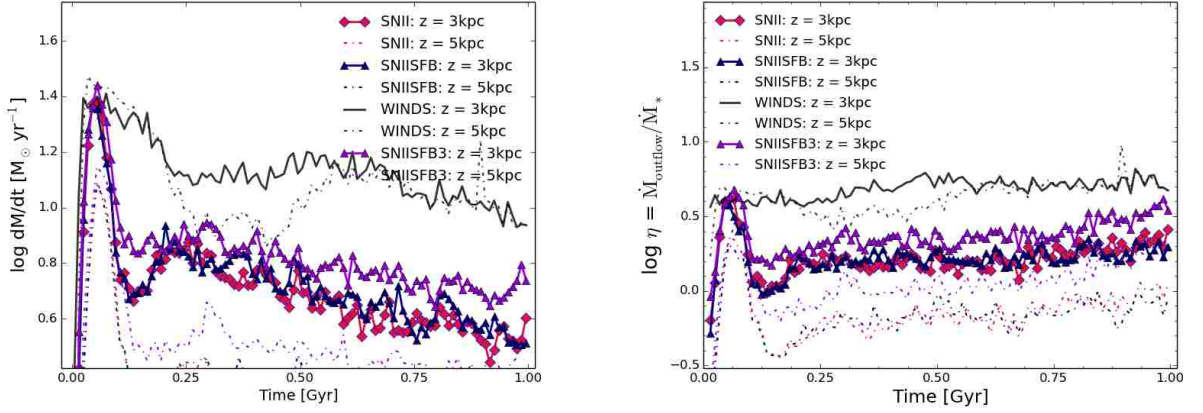 1.6
1.4
1.2
1.0
0.8
0.6
log dM/dt [M⊙ yr⁻¹]
0.00
0.25
0.50
0.75
1.00
Time [Gyr]
SNII: z = 3kpc
SNII: z = 5kpc
SNIISFB: z = 3kpc
SNIISFB: z = 5kpc
WINDS: z = 3kpc
WINDS: z = 5kpc
SNIISFB3: z = 3kpc
SNIISFB3: z = 5kpc
1.5
1.0
0.5
0.0
−0.5
log η = Ṁoutflow/Ṁ*
0.00
0.25
0.50
0.75
1.00
Time [Gyr]
SNII: z = 3kpc
SNII: z = 5kpc
SNIISFB: z = 3kpc
SNIISFB: z = 5kpc
WINDS: z = 3kpc
WINDS: z = 5kpc
SNIISFB3: z = 3kpc
SNIISFB3: z = 5kpc